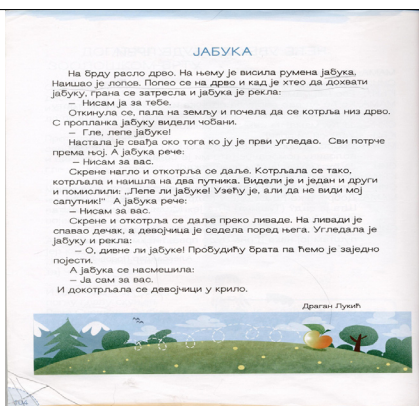 ЈАБУКА
На брду расло дрво. На њему је висила румена јабука.
Наишао је лопов. Попео се на дрво и кад је хтео да дохвати
јабуку, грана се затресла и јабука је рекла:
– Нисам ја за тебе.
Откинула се, пала на земљу и почела да се котрља низ дрво.
С пропланка јабуку видели чобани.
– Гле, лепе јабуке!
Настала је свађа око тога ко ју је први угледао. Сви потрче
према њој. А јабука рече:
– Нисам за вас.
Скрене нагло и откотрља се даље. Котрљала се тако,
котрљала и наишла на два путника. Видели је и један и други
и помислили: „Лепе ли јабуке! Узећу је, али да не види мој
сапутник!“ А јабука рече:
– Нисам за вас.
Скрене и откотрља се даље преко ливаде. На ливади је
спавао дечак, а девојчица је седела поред њега. Угледала је
јабуку и рекла:
– О, дивне ли јабуке! Пробудићу брата па ћемо је заједно
појести.
А јабука се насмешила:
– Ја сам за вас.
И докотрљала се девојчици у крило.
Драган Лукић